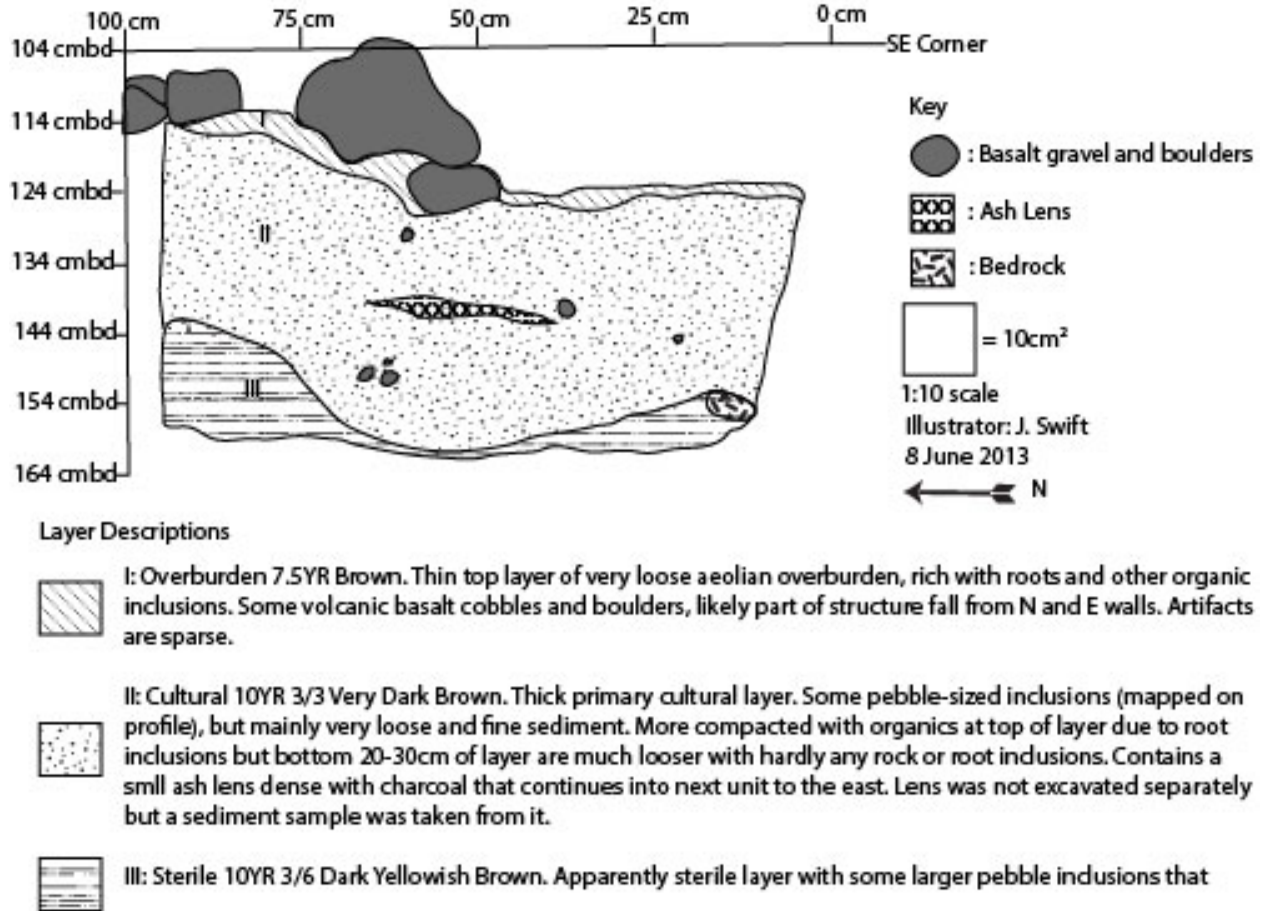 100 cm 75 cm 50 cm 25 cm 0 cm
104 cmbd
SE Corner
114 cmbd
124 cmbd
134 cmbd
144 cmbd
154 cmbd
164 cmbd
II
III
Key
: Basalt gravel and boulders
: Ash Lens
: Bedrock
= 10cm²
1:10 scale
Illustrator: J. Swift
8 June 2013
N
Layer Descriptions
I: Overburden 7.5YR Brown. Thin top layer of very loose aeolian overburden, rich with roots and other organic
inclusions. Some volcanic basalt cobbles and boulders, likely part of structure fall from N and E walls. Artifacts
are sparse.
II: Cultural 10YR 3/3 Very Dark Brown. Thick primary cultural layer. Some pebble-sized inclusions (mapped on
profile), but mainly very loose and fine sediment. More compacted with organics at top of layer due to root
inclusions but bottom 20-30cm of layer are much looser with hardly any rock or root inclusions. Contains a
smll ash lens dense with charcoal that continues into next unit to the east. Lens was not excavated separately
but a sediment sample was taken from it.
III: Sterile 10YR 3/6 Dark Yellowish Brown. Apparently sterile layer with some larger pebble inclusions that